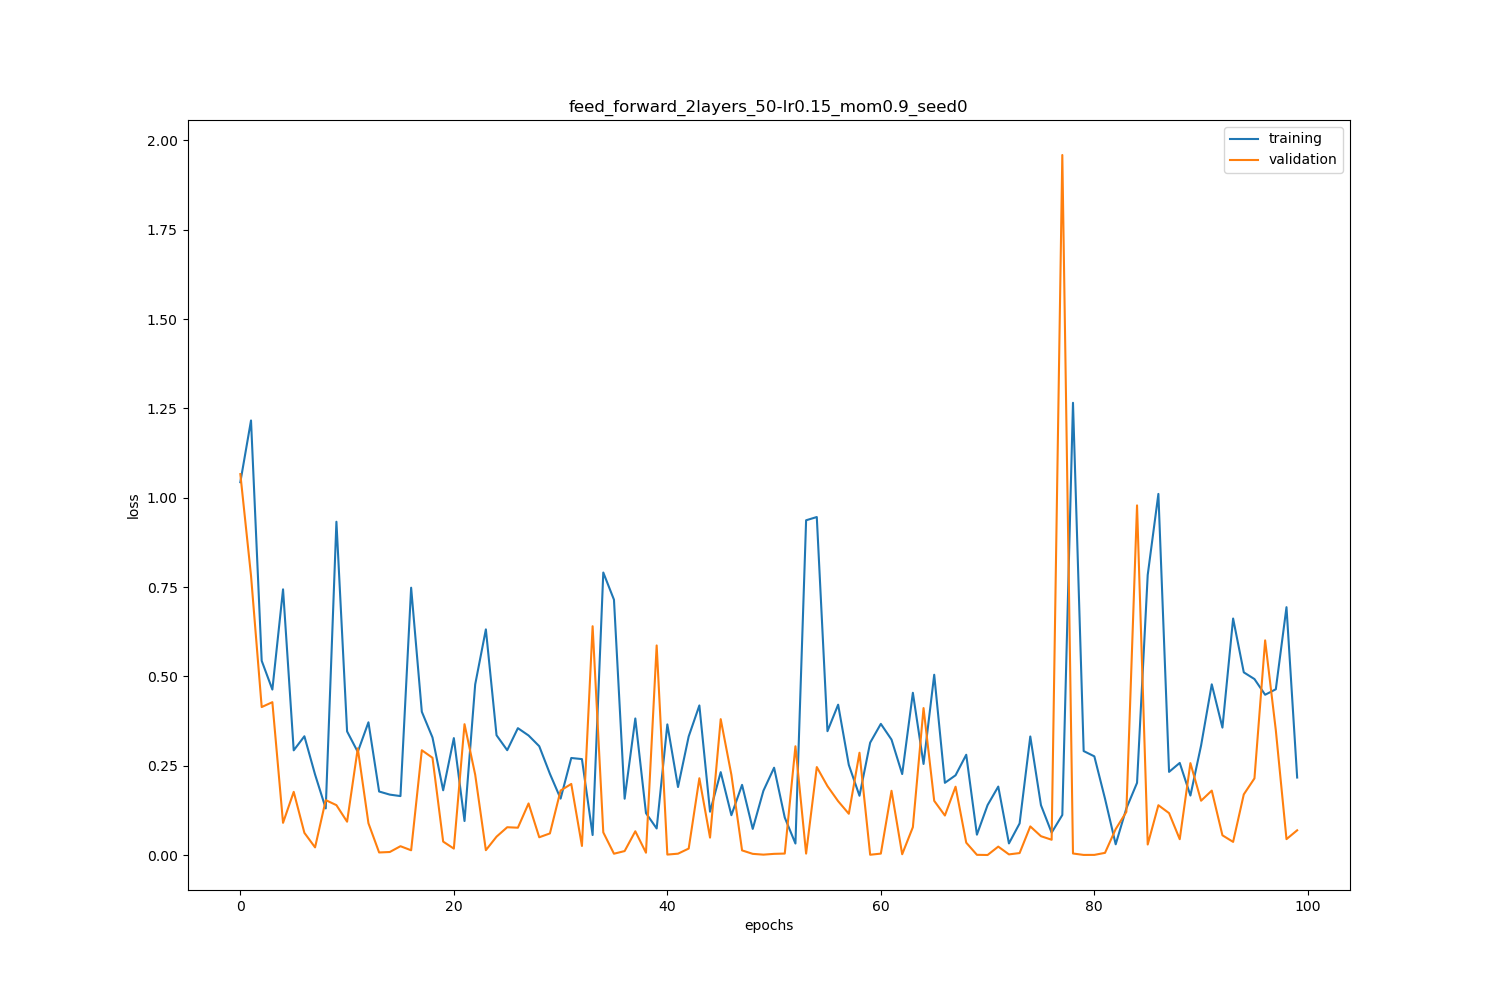 feed_forward_2layers_50-lr0.15_mom0.9_seed0
training
validation
2.00
1.75
1.50
1.25
1.00
0.75
0.50
0.25
0.00
loss
0 20 40 60 80 100
epochs